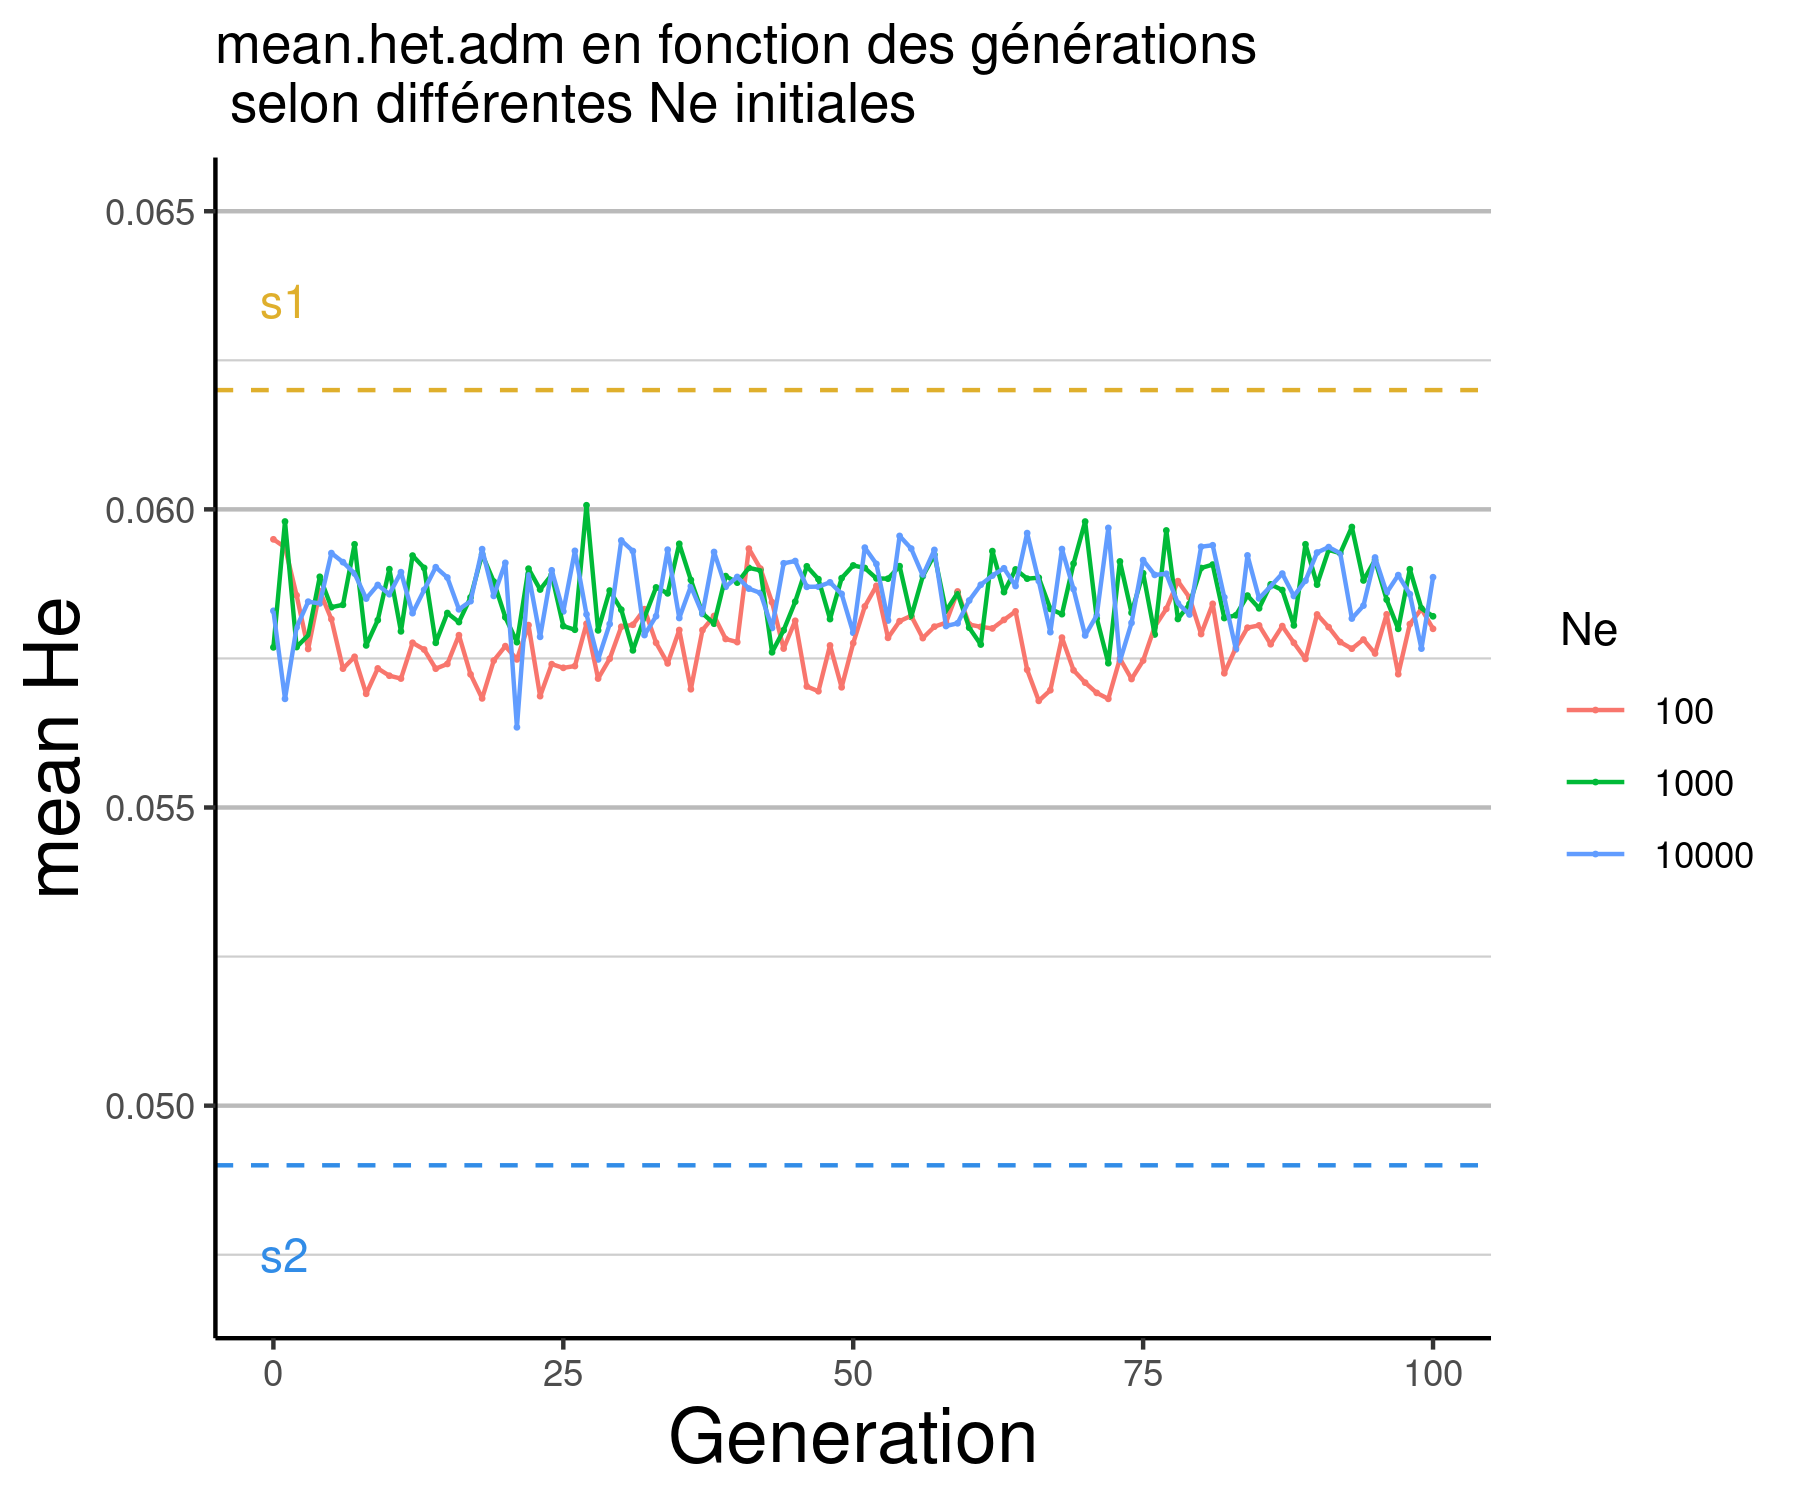 mean.het.adm en fonction des générations
selon différentes Ne initiales
0.065
s1
0.060
mean He
0.055
0.050
s2
0
25
50
75
100
Generation
Ne
100
1000
10000